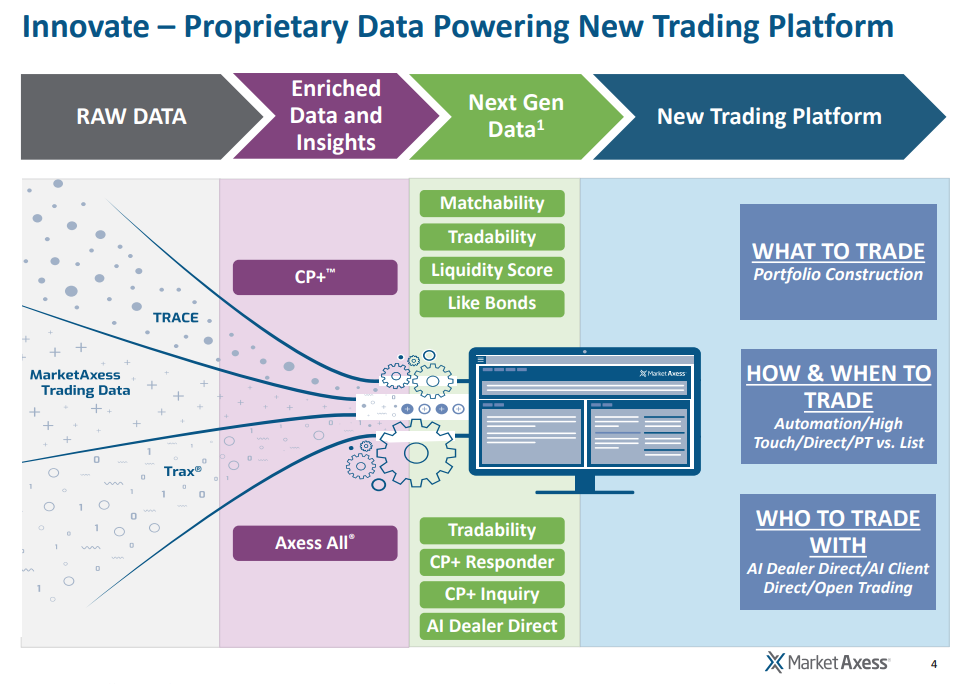 Innovate – Proprietary Data Powering New Trading Platform
RAW DATA
Enriched
Data and
Insights
Next Gen
Data¹
New Trading Platform
TRACE
MarketAxess
Trading Data
Trax®
CP+™
Axess All®
Matchability
Tradability
Liquidity Score
Like Bonds
MarketAxess
Tradability
CP+ Responder
CP+ Inquiry
AI Dealer Direct
WHAT TO TRADE
Portfolio Construction
HOW & WHEN TO
TRADE
Automation/High
Touch/Direct/PT vs. List
WHO TO TRADE
WITH
AI Dealer Direct/AI Client
Direct/Open Trading
MarketAxess®
4